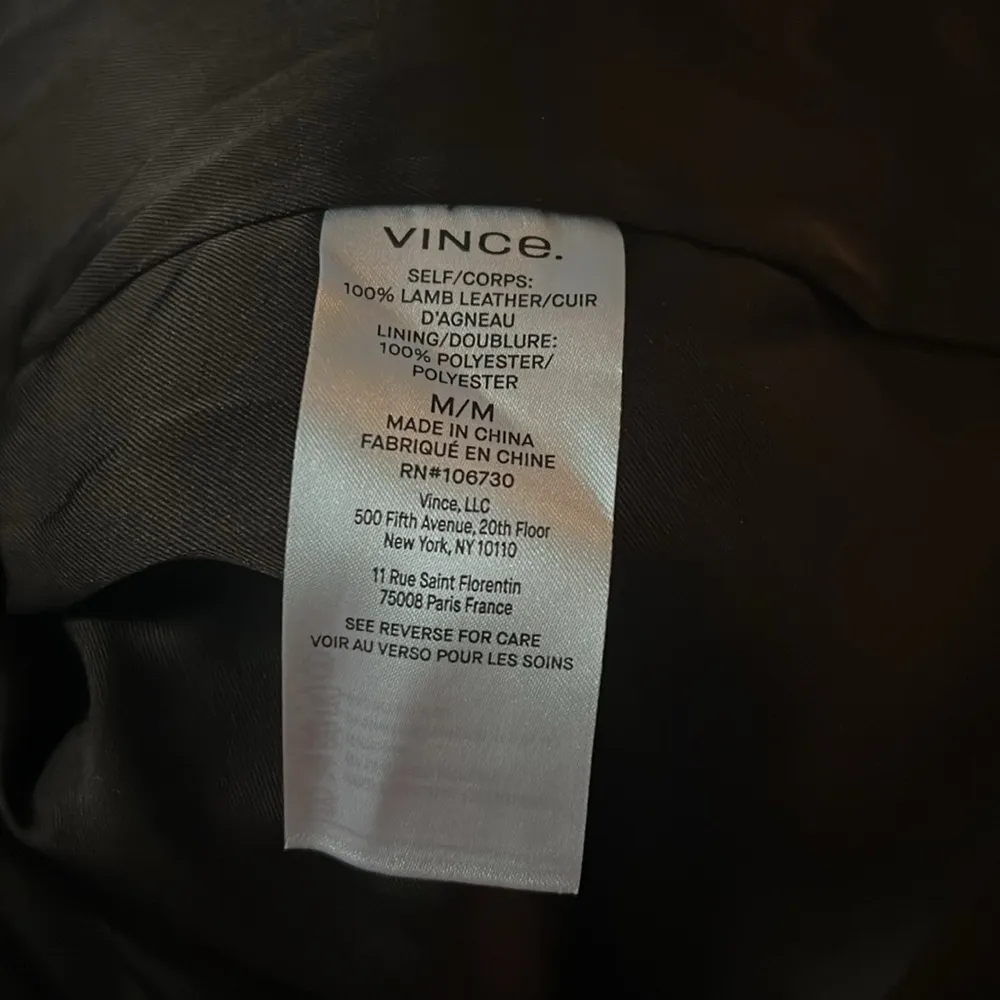 VINCe.
SELF/CORPS:
100% LAMB LEATHER/CUIR
D'AGNEAU
LINING/DOUBLURE:
100% POLYESTER/
POLYESTER
M/M
MADE IN CHINA
FABRIQUÉ EN CHINE
RN#106730
Vince, LLC
500 Fifth Avenue, 20th Floor
New York, NY 10110
11 Rue Saint Florentin
75008 Paris France
SEE REVERSE FOR CARE
VOIR AU VERSO POUR LES SOINS